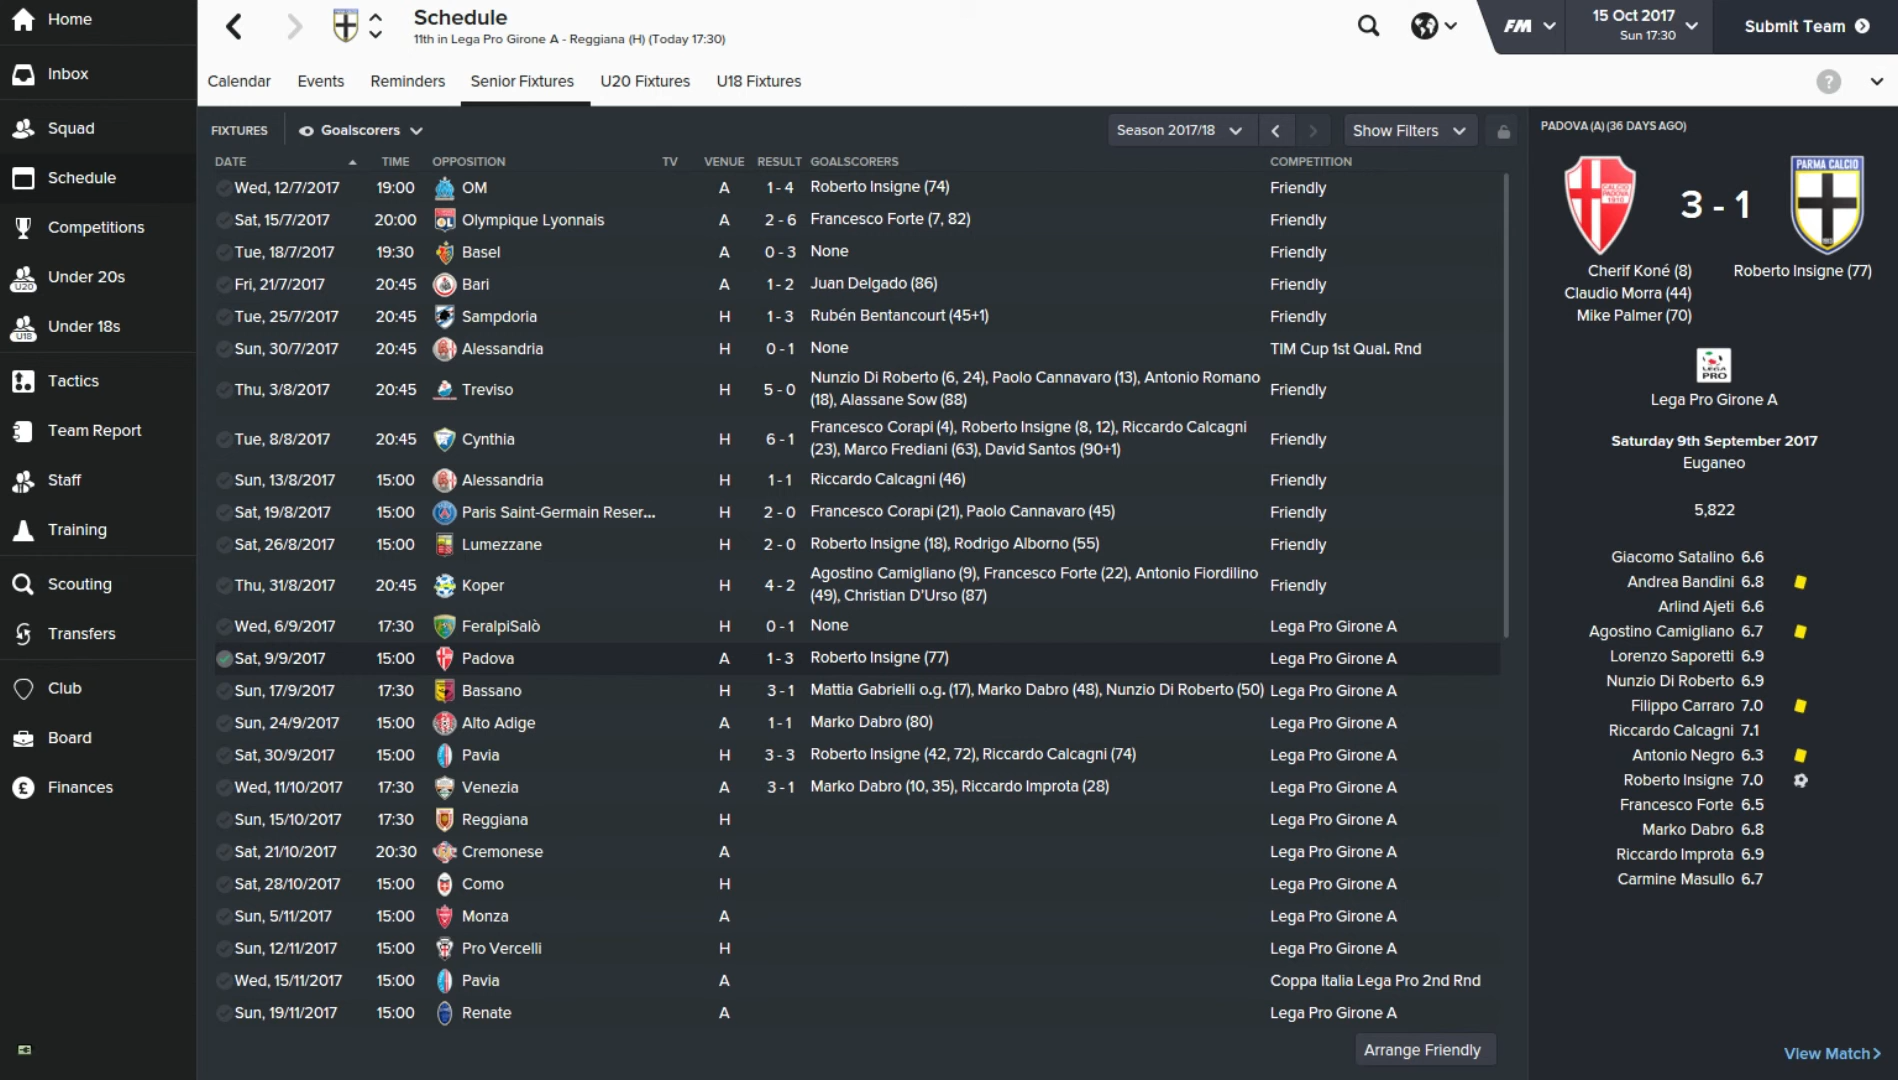 Home
Inbox
Squad
Schedule
Competitions
U20
Under 20s
U18
Under 18s
Tactics
Team Report
Staff
Training
Scouting
Transfers
Club
Board
Finances
Schedule
11th in Lega Pro Girone A - Reggiana (H) (Today 17:30)
FM
15 Oct 2017
Sun 17:30
Submit Team
Calendar Events Reminders Senior Fixtures U20 Fixtures U18 Fixtures
?
FIXTURES Goalscorers Season 2017/18 Show Filters
DATE TIME OPPOSITION TV VENUE RESULT GOALSCORERS COMPETITION
Wed, 12/7/2017 19:00 OM A 1 - 4 Roberto Insigne (74) Friendly
Sat, 15/7/2017 20:00 Olympique Lyonnais A 2 - 6 Francesco Forte (7, 82) Friendly
Tue, 18/7/2017 19:30 Basel A 0 - 3 None Friendly
Fri, 21/7/2017 20:45 Bari A 1 - 2 Juan Delgado (86) Friendly
Tue, 25/7/2017 20:45 Sampdoria H 1 - 3 Rubén Bentancourt (45+1) Friendly
Sun, 30/7/2017 20:45 Alessandria H 0 - 1 None TIM Cup 1st Qual. Rnd
Thu, 3/8/2017 20:45 Treviso H 5 - 0 Nunzio Di Roberto (6, 24), Paolo Cannavaro (13), Antonio Romano
(18), Alassane Sow (88) Friendly
Tue, 8/8/2017 20:45 Cynthia H 6 - 1 Francesco Corapi (4), Roberto Insigne (8, 12), Riccardo Calcagni
(23), Marco Frediani (63), David Santos (90+1) Friendly
Sun, 13/8/2017 15:00 Alessandria H 1 - 1 Riccardo Calcagni (46) Friendly
Sat, 19/8/2017 15:00 Paris Saint-Germain Reser... H 2 - 0 Francesco Corapi (21), Paolo Cannavaro (45) Friendly
Sat, 26/8/2017 15:00 Lumezzane H 2 - 0 Roberto Insigne (18), Rodrigo Alborno (55) Friendly
Thu, 31/8/2017 20:45 Koper H 4 - 2 Agostino Camigliano (9), Francesco Forte (22), Antonio Fiordilino
(49), Christian D'Urso (87) Friendly
Wed, 6/9/2017 17:30 FeralpiSalò H 0 - 1 None Lega Pro Girone A
Sat, 9/9/2017 15:00 Padova A 1 - 3 Roberto Insigne (77) Lega Pro Girone A
Sun, 17/9/2017 17:30 Bassano H 3 - 1 Mattia Gabrielli o.g. (17), Marko Dabro (48), Nunzio Di Roberto (50) Lega Pro Girone A
Sun, 24/9/2017 15:00 Alto Adige A 1 - 1 Marko Dabro (80) Lega Pro Girone A
Sat, 30/9/2017 15:00 Pavia H 3 - 3 Roberto Insigne (42, 72), Riccardo Calcagni (74) Lega Pro Girone A
Wed, 11/10/2017 17:30 Venezia A 3 - 1 Marko Dabro (10, 35), Riccardo Improta (28) Lega Pro Girone A
Sun, 15/10/2017 17:30 Reggiana H Lega Pro Girone A
Sat, 21/10/2017 20:30 Cremonese A Lega Pro Girone A
Sat, 28/10/2017 15:00 Como H Lega Pro Girone A
Sun, 5/11/2017 15:00 Monza A Lega Pro Girone A
Sun, 12/11/2017 15:00 Pro Vercelli H Lega Pro Girone A
Wed, 15/11/2017 15:00 Pavia A Coppa Italia Lega Pro 2nd Rnd
Sun, 19/11/2017 15:00 Renate A Lega Pro Girone A
Arrange Friendly
PADOVA (A) (36 DAYS AGO)
CALCIO
PADOVA
1910
3 - 1
PARMA CALCIO
1913
Cherif Koné (8) Roberto Insigne (77)
Claudio Morra (44)
Mike Palmer (70)
LEGA
PRO
Lega Pro Girone A
Saturday 9th September 2017
Euganeo
5,822
Giacomo Satalino 6.6
Andrea Bandini 6.8
Arlind Ajeti 6.6
Agostino Camigliano 6.7
Lorenzo Saporetti 6.9
Nunzio Di Roberto 6.9
Filippo Carraro 7.0
Riccardo Calcagni 7.1
Antonio Negro 6.3
Roberto Insigne 7.0
Francesco Forte 6.5
Marko Dabro 6.8
Riccardo Improta 6.9
Carmine Masullo 6.7
View Match